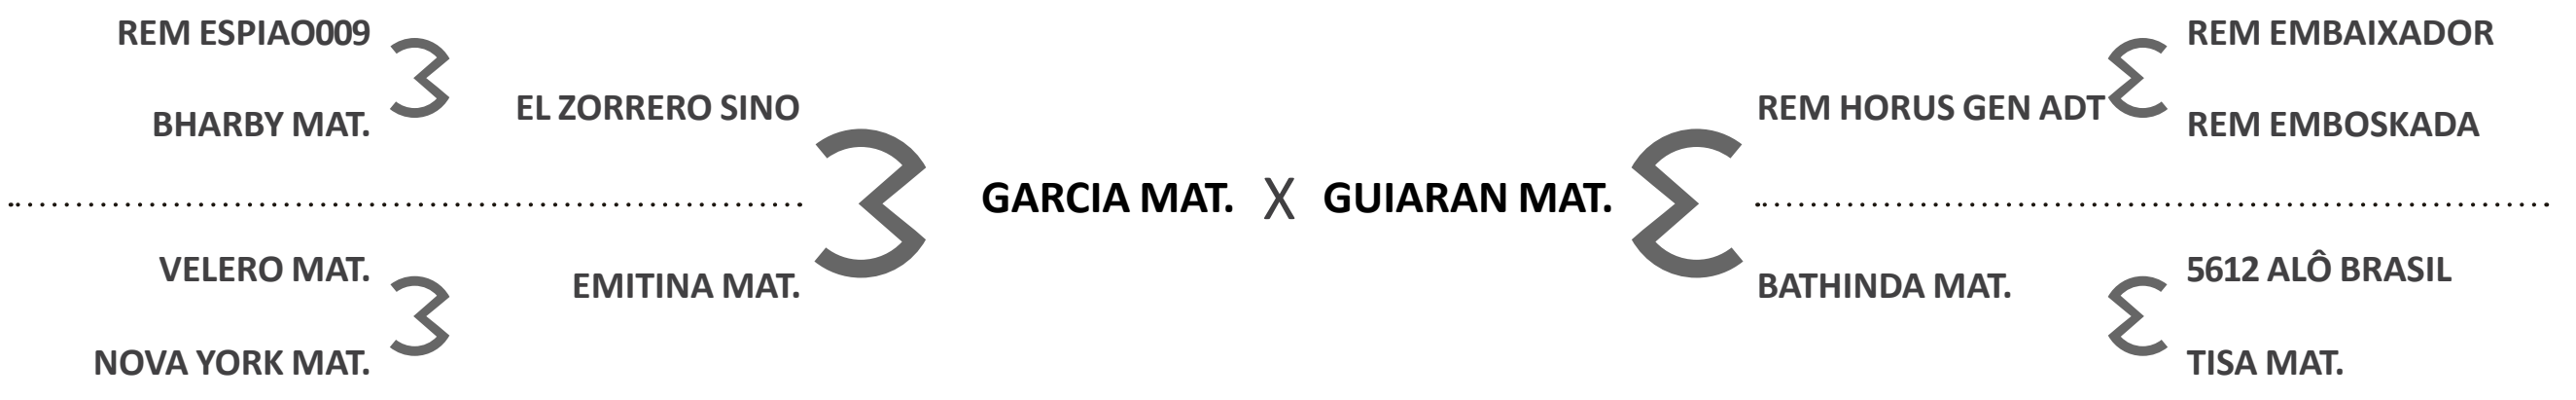 REM ESPIAO009
BHARBY MAT.
EL ZORRERO SINO
VELERO MAT.
NOVA YORK MAT.
EMITINA MAT.
GARCIA MAT. X GUIARAN MAT.
REM HORUS GEN ADT
REM EMBAIXADOR
REM EMBOSKADA
BATHINDA MAT.
5612 ALÔ BRASIL
TISA MAT.